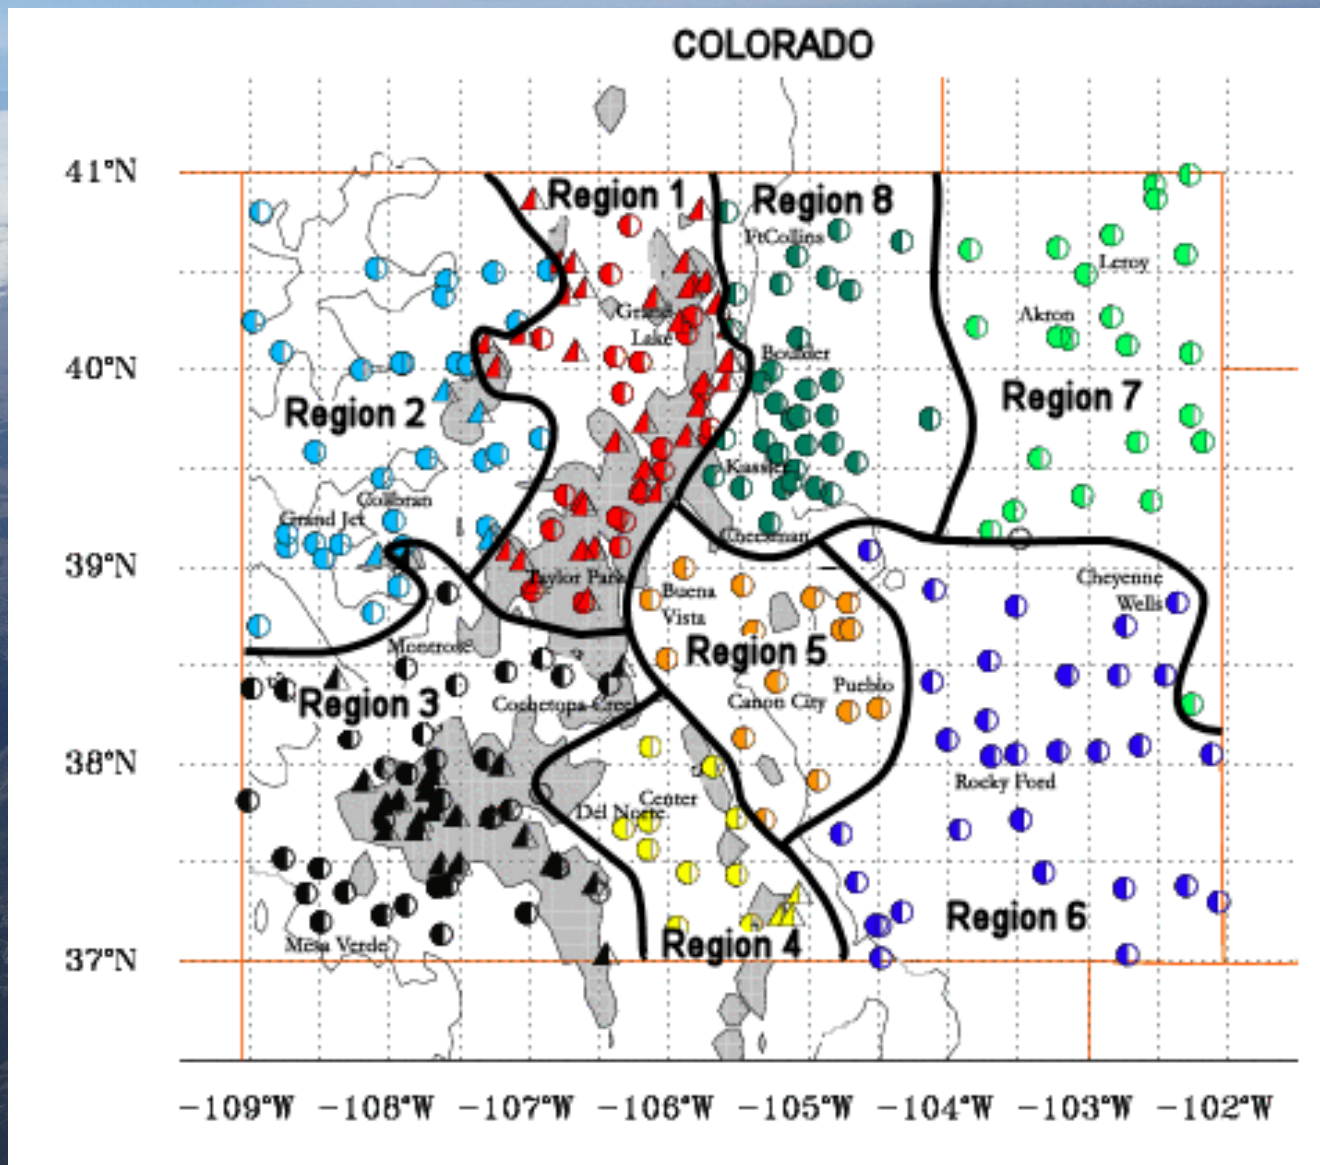 COLORADO
41°N
40°N
39°N
38°N
37°N
Region 1
Region 8
FtCollins
Leroy
Grand
Lake
Akron
Boulder
Region 7
Region 2
Kassler
Collbran
Grand Jct
Cheesman
Taylor Park
Buena
Vista
Cheyenne
Wells
Montrose
Region 5
Region 3
Cochetopa Creek
Canon City
Pueblo
Rocky Ford
Center
Del Norte
Region 6
Mesa Verde
Region 4
-109°W -108°W -107°W -106°W -105°W -104°W -103°W -102°W